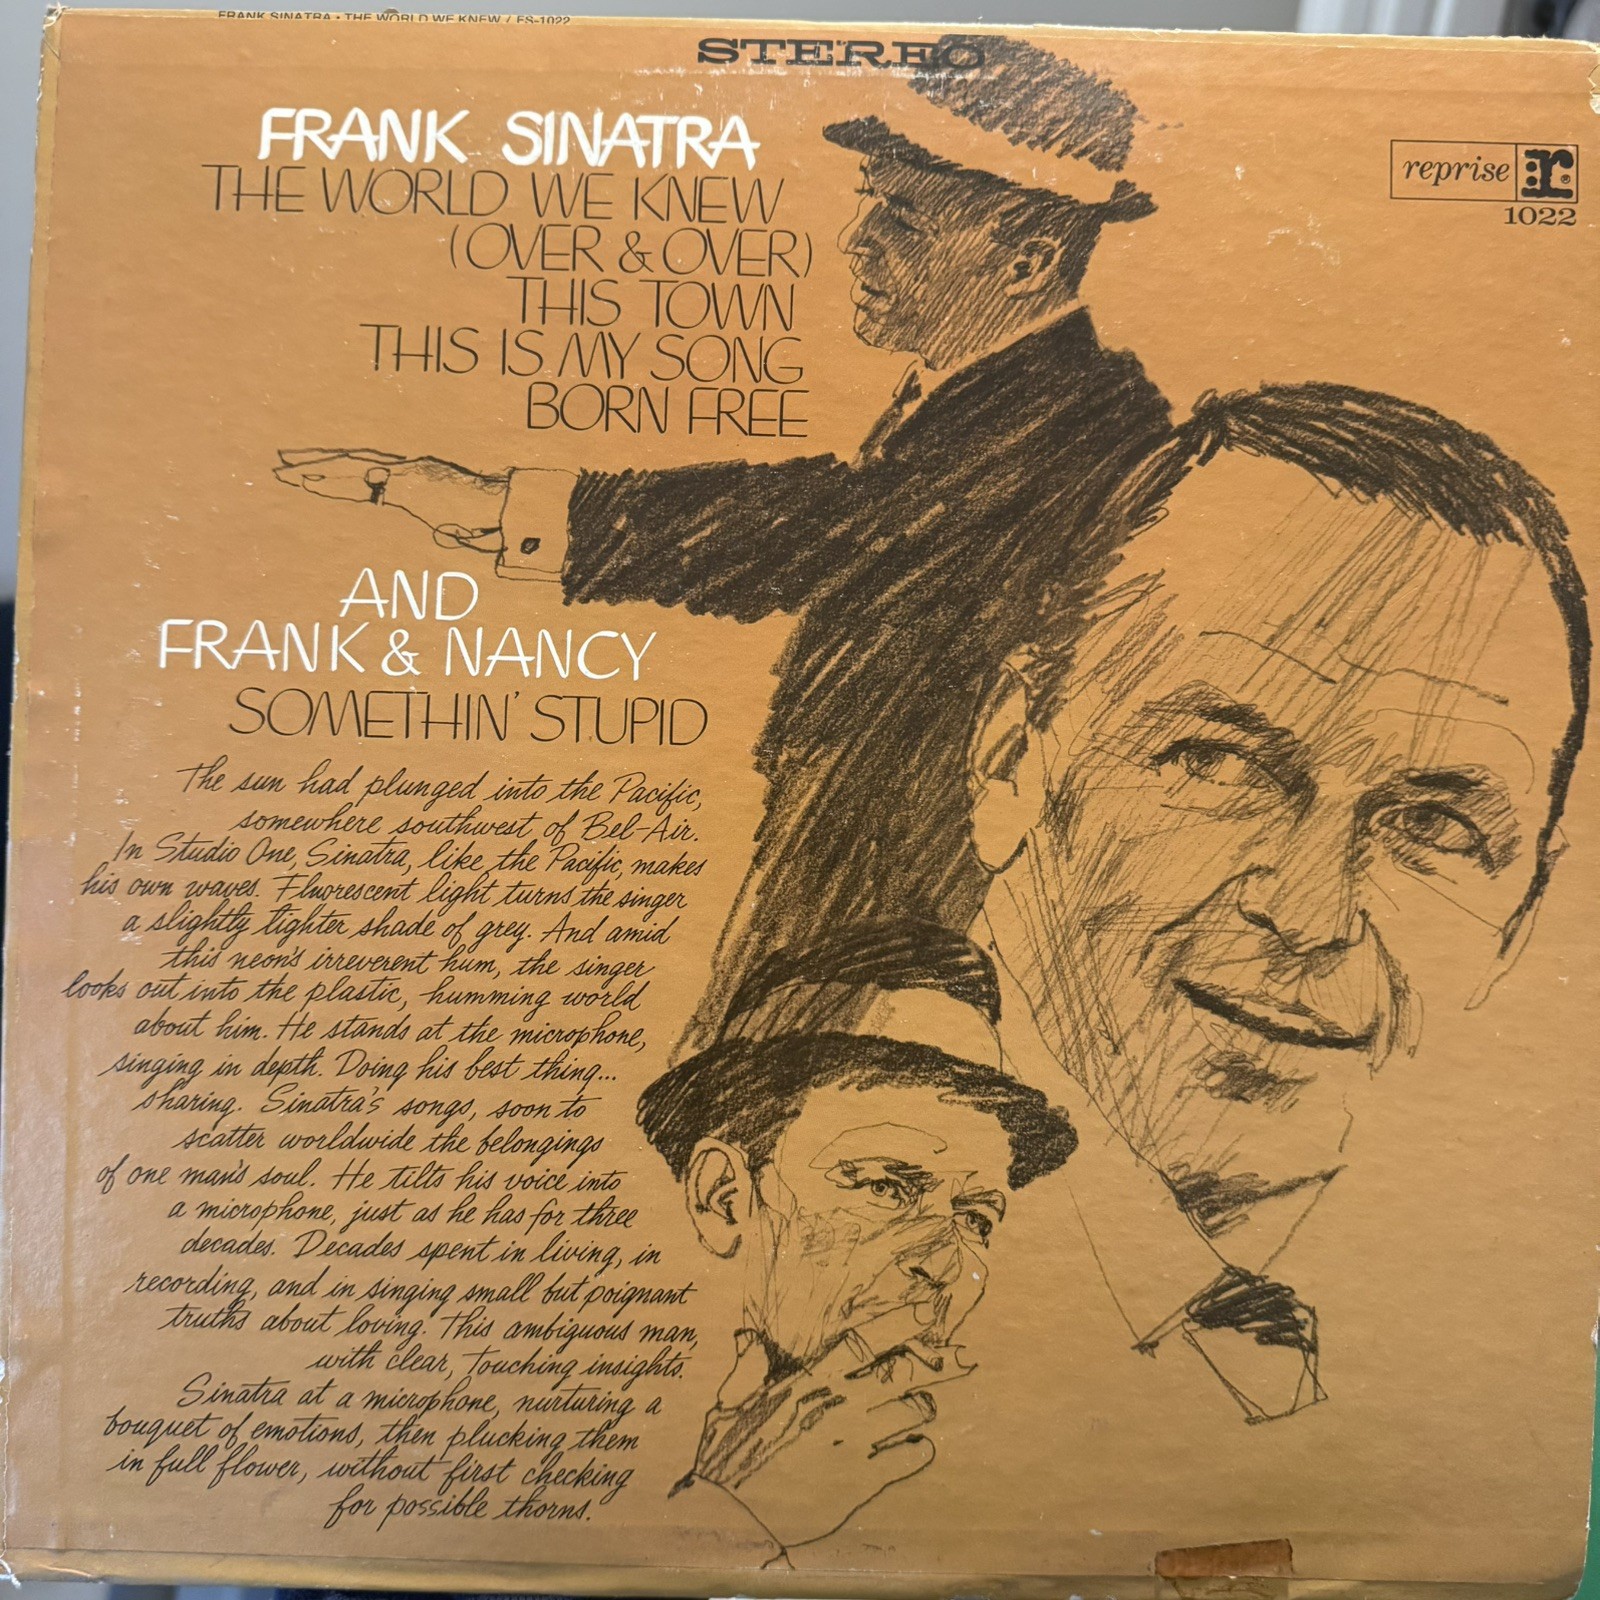 FRANK SINATRA • THE WORLD WE KNEW / FS-1022
STEREO
FRANK SINATRA
THE WORLD WE KNEW
(OVER & OVER)
THIS TOWN
THIS IS MY SONG
BORN FREE
reprise r:®
1022
AND
FRANK & NANCY
SOMETHIN' STUPID
The sun had plunged into the Pacific,
somewhere southwest of Bel-Air.
In Studio One, Sinatra, like the Pacific, makes
his own waves. Fluorescent light turns the singer
a slightly lighter shade of grey. And amid
this neon's irreverent hum, the singer
looks out into the plastic, humming world
about him. He stands at the microphone,
singing in depth. Doing his best thing...
sharing. Sinatra's songs, soon to
scatter worldwide the belongings
of one man's soul. He tilts his voice into
a microphone, just as he has for three
decades. Decades spent in living, in
recording, and in singing small but poignant
truths about loving. This ambiguous man,
with clear, touching insights.
Sinatra at a microphone, nurturing a
bouquet of emotions, then plucking them
in full flower, without first checking
for possible thorns.